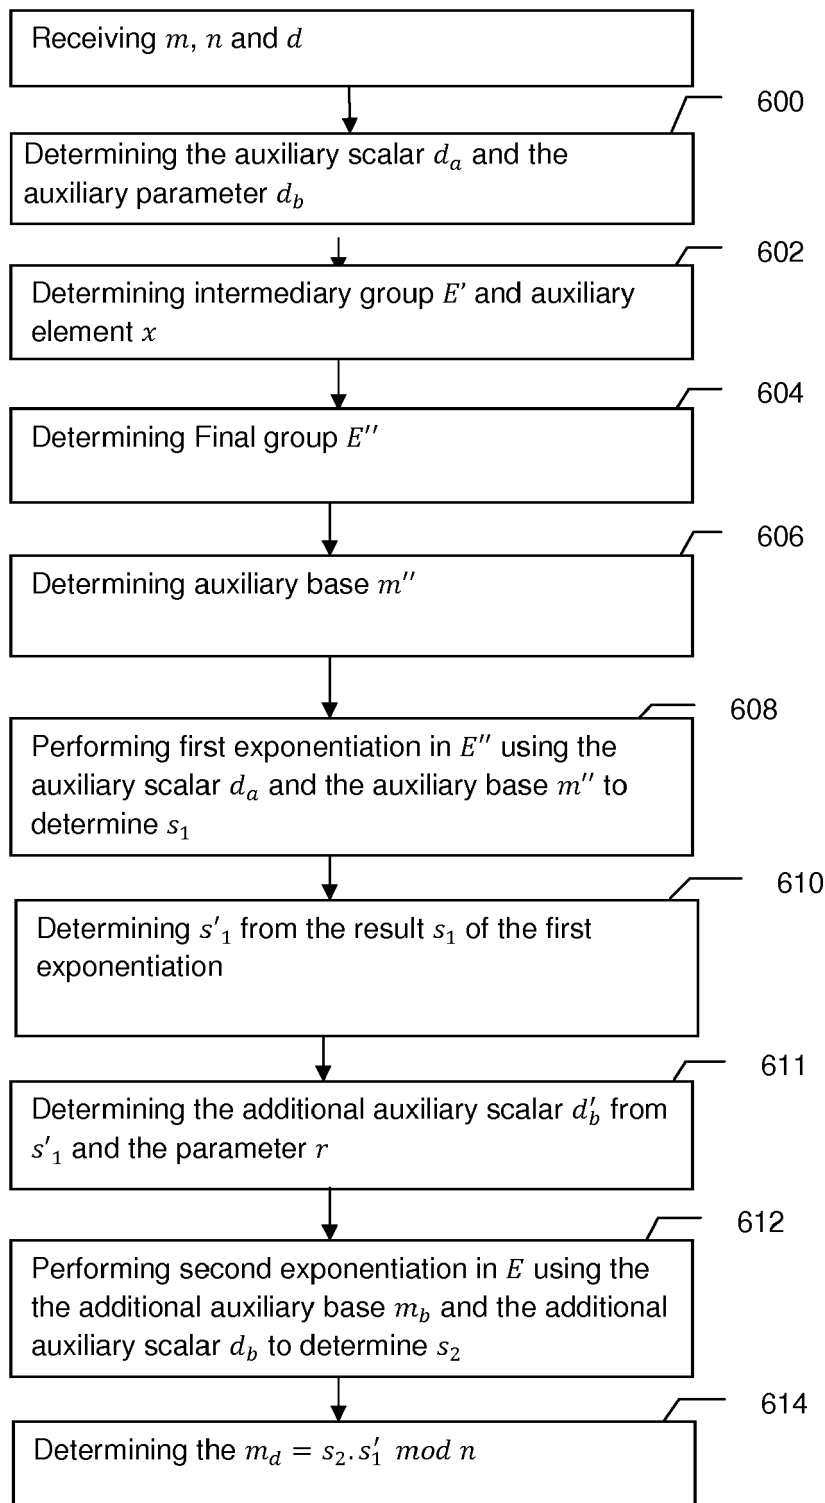 Receiving m, n and d
600
Determining the auxiliary scalar d_a and the
auxiliary parameter d_b
602
Determining intermediary group E' and auxiliary
element x
604
Determining Final group E''
606
Determining auxiliary base m''
608
Performing first exponentiation in E'' using the
auxiliary scalar d_a and the auxiliary base m'' to
determine s_1
610
Determining s'_1 from the result s_1 of the first
exponentiation
611
Determining the additional auxiliary scalar d'_b from
s'_1 and the parameter r
612
Performing second exponentiation in E using the
the additional auxiliary base m_b and the additional
auxiliary scalar d_b to determine s_2
614
Determining the m_d = s_2. s'_1 mod n